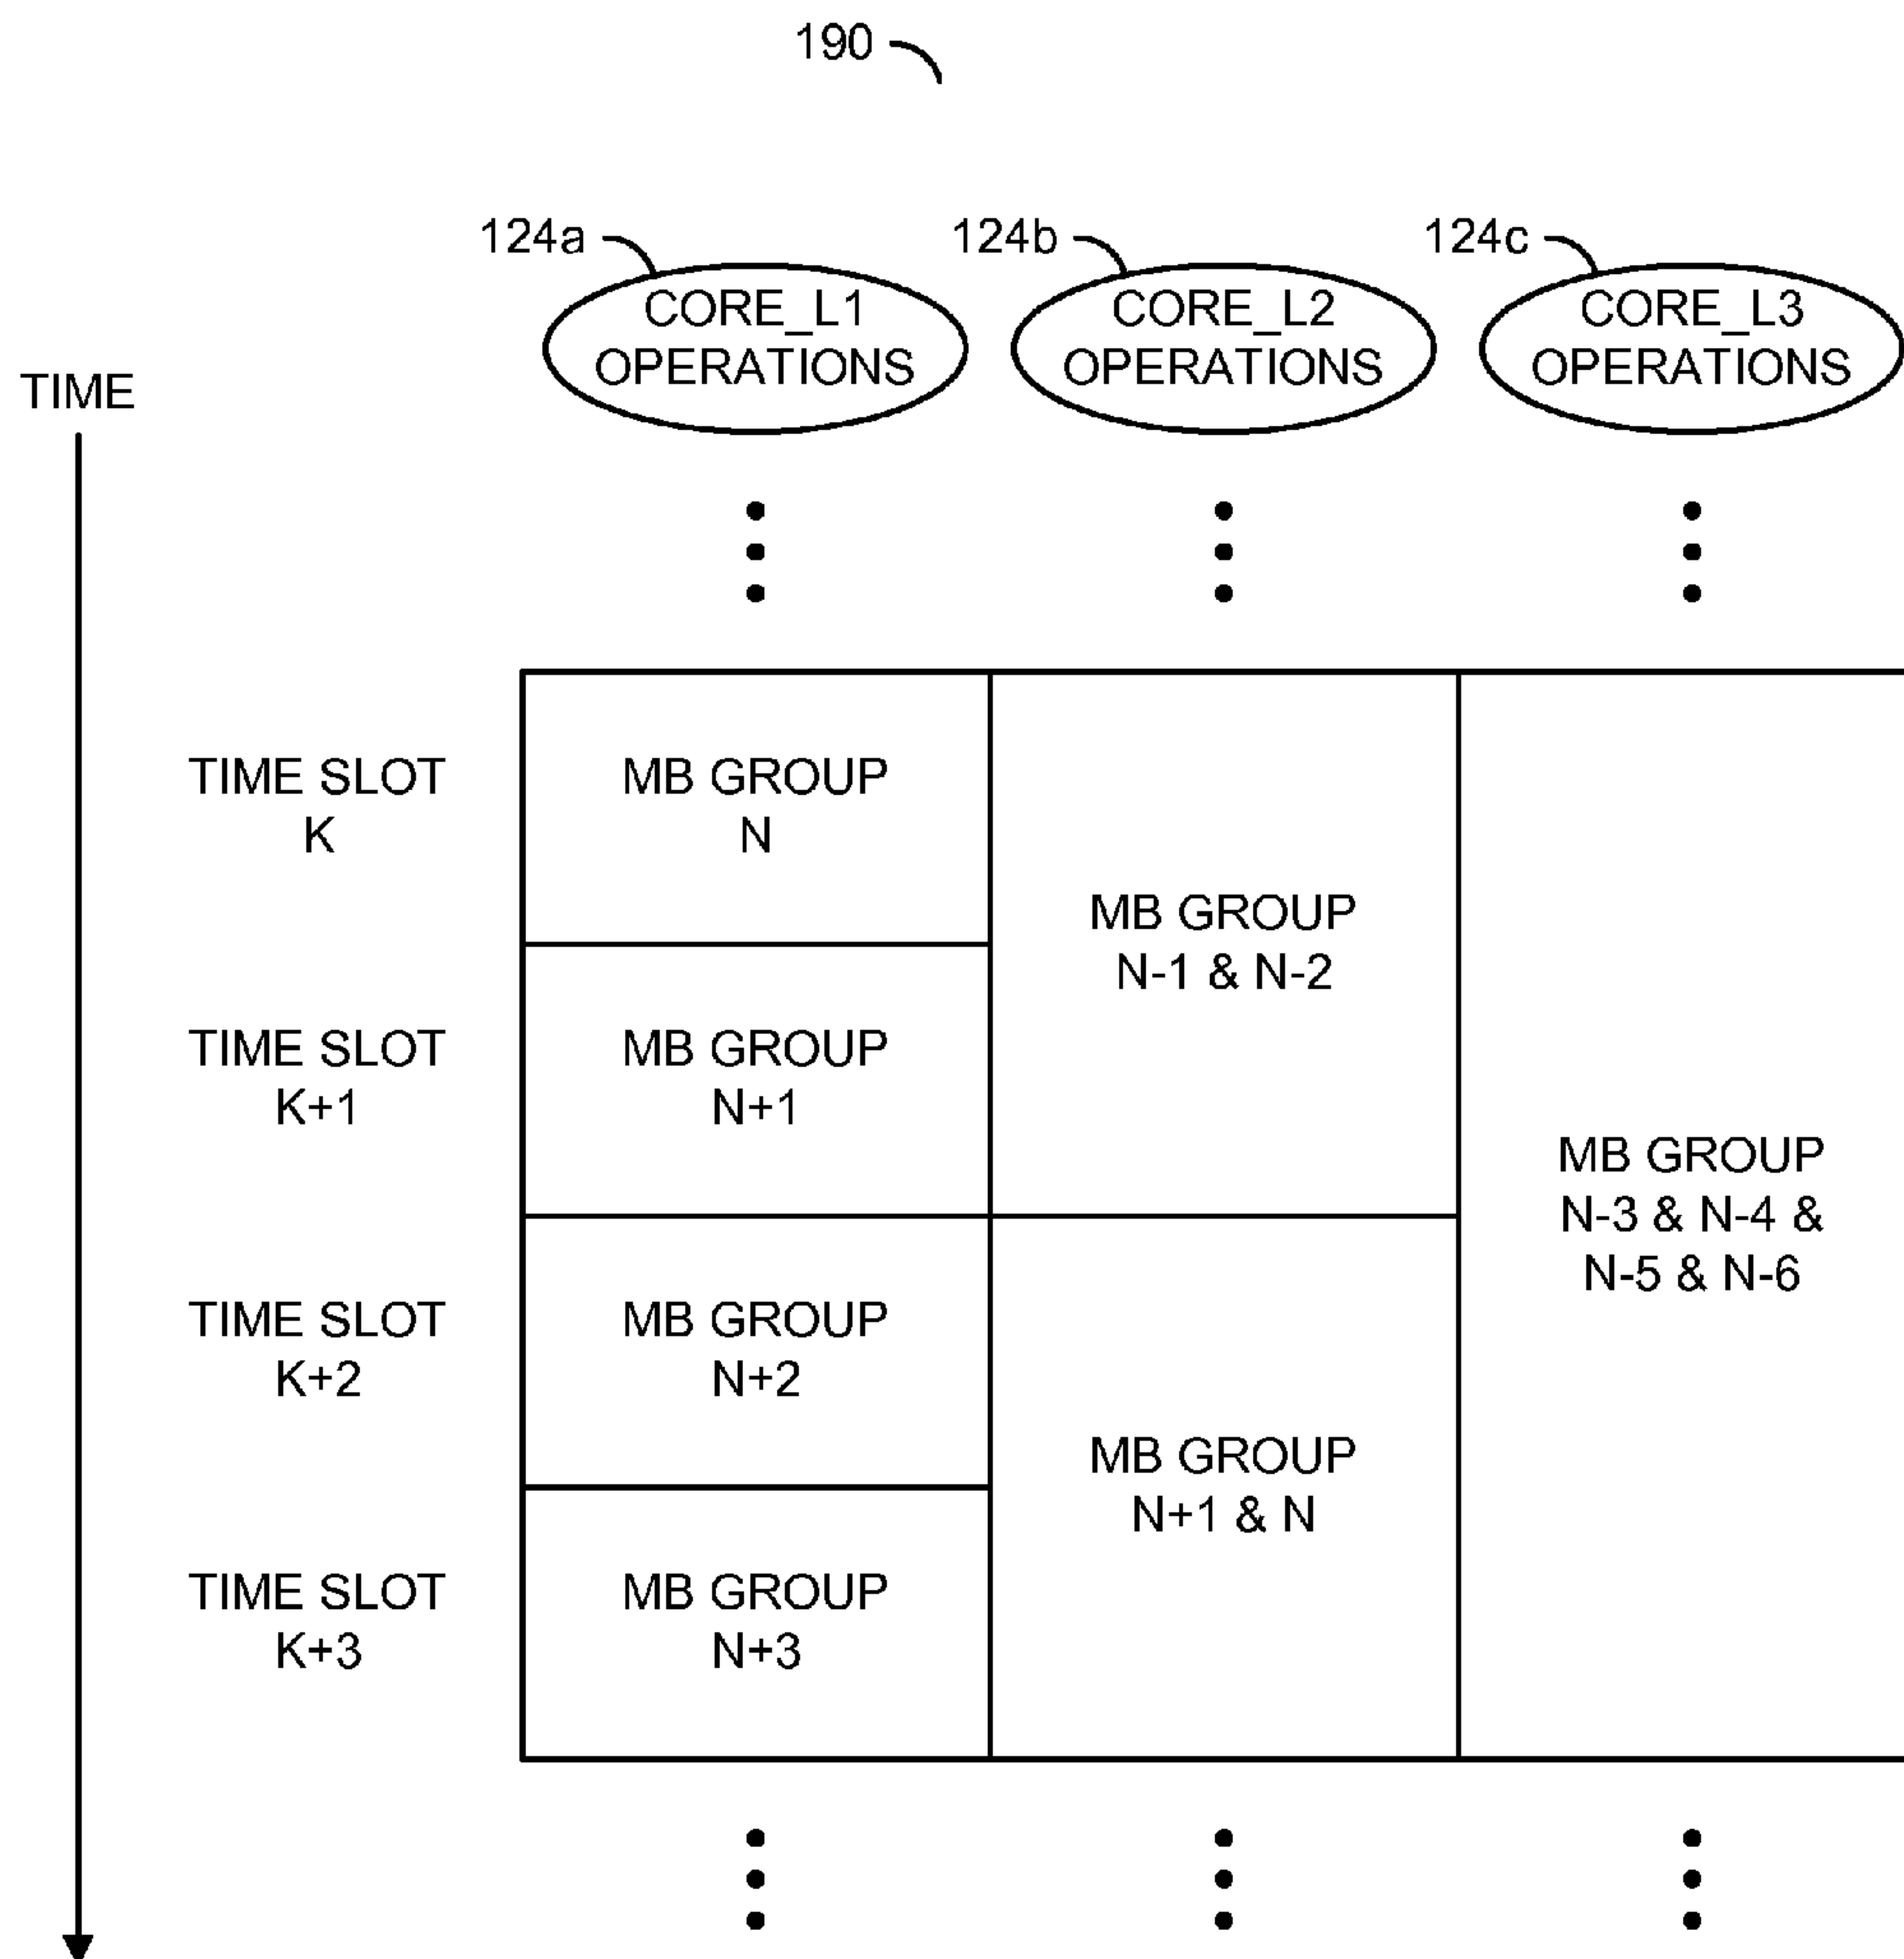 190
124a
124b
124c
CORE_L1
OPERATIONS
CORE_L2
OPERATIONS
CORE_L3
OPERATIONS
TIME
TIME SLOT
K
MB GROUP
N
MB GROUP
N-1 & N-2
TIME SLOT
K+1
MB GROUP
N+1
MB GROUP
N-3 & N-4 &
N-5 & N-6
TIME SLOT
K+2
MB GROUP
N+2
MB GROUP
N+1 & N
TIME SLOT
K+3
MB GROUP
N+3